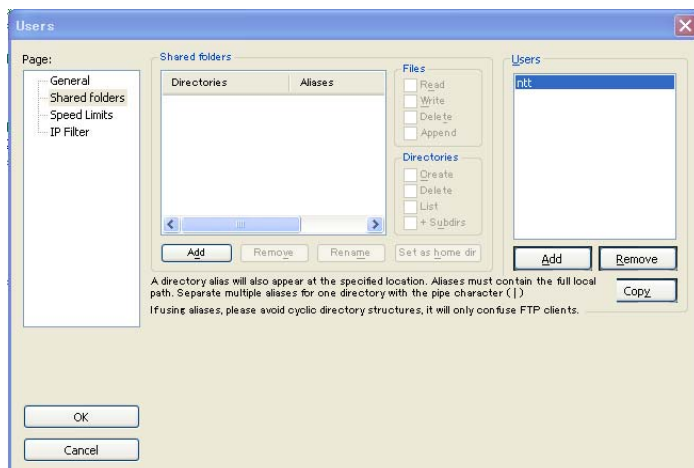 Users
Page:
General
Shared folders
Speed Limits
IP Filter
Shared folders
Directories Aliases
Files
Read
Write
Delete
Append
Directories
Create
Delete
List
+ Subdirs
Add Remove Rename Set as home dir
A directory alias will also appear at the specified location. Aliases must contain the full local
path. Separate multiple aliases for one directory with the pipe character (|)
If using aliases, please avoid cyclic directory structures, it will only confuse FTP clients.
Users
ntt
Add Remove
Copy
OK
Cancel